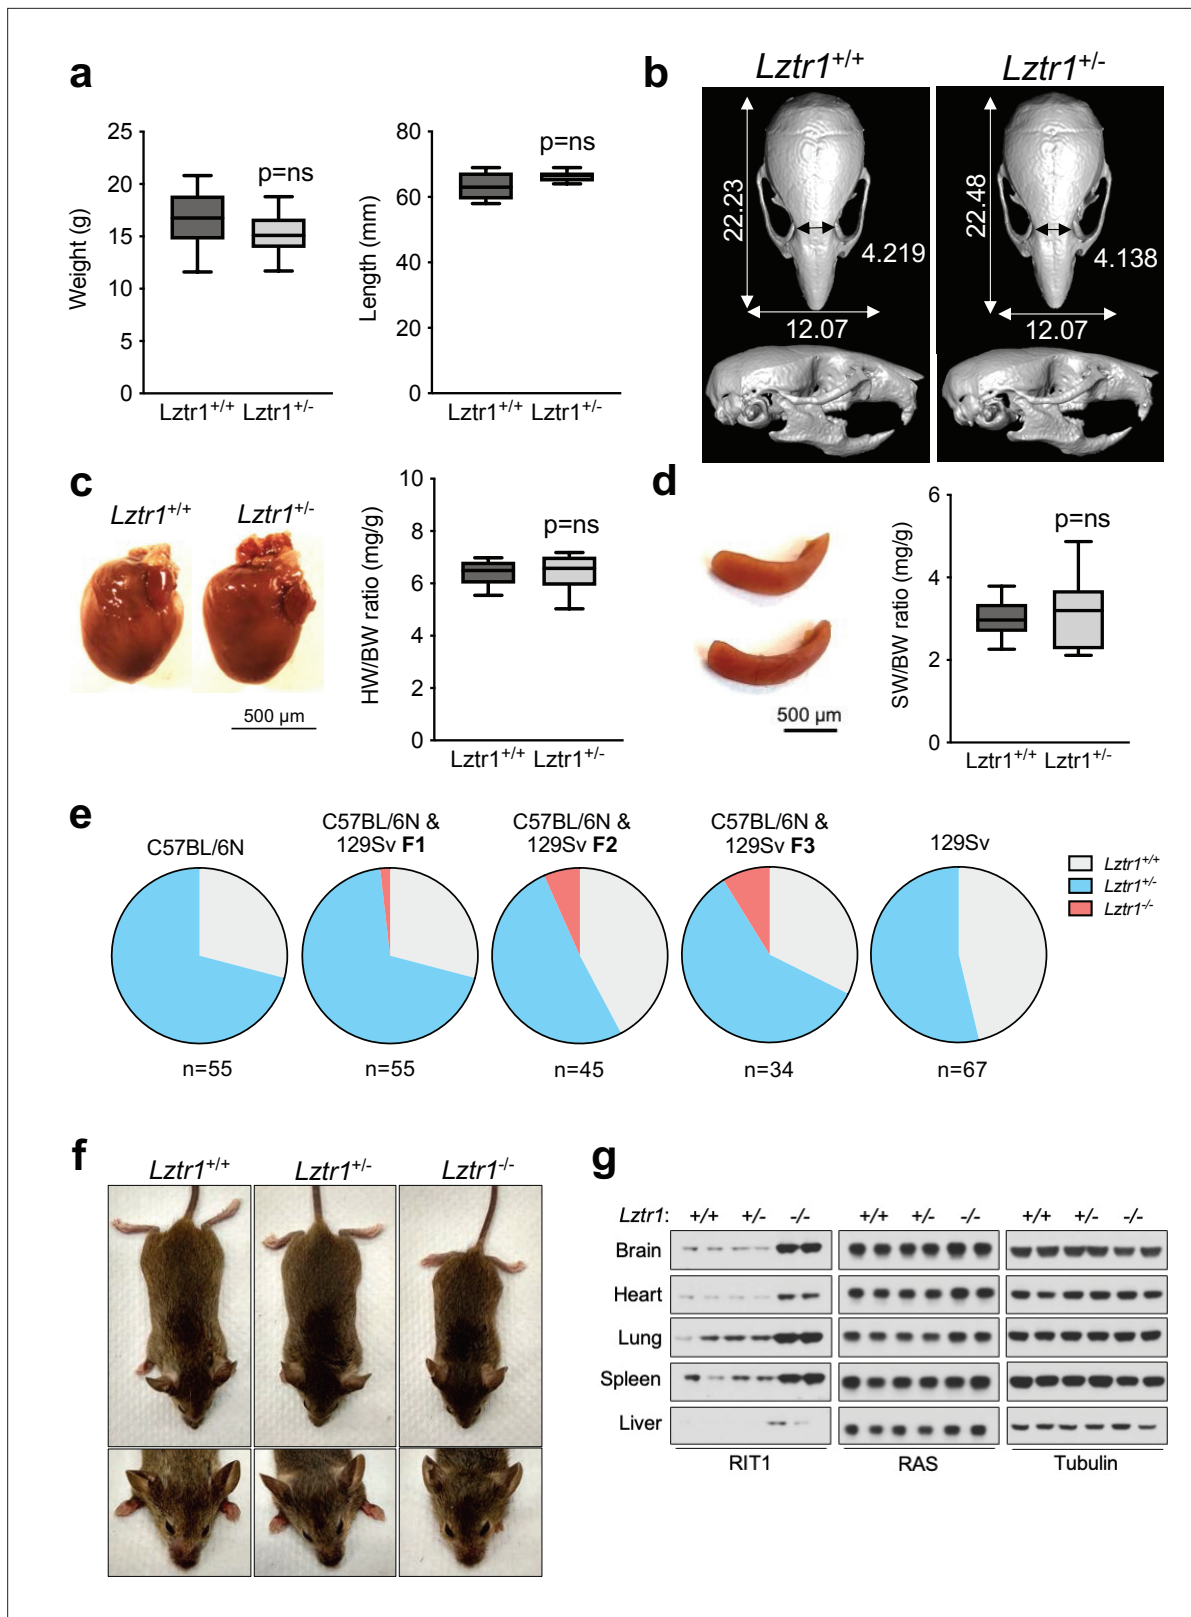 a
25
20
15
10
5
0
Weight (g)
p=ns
Lztr1+/+ Lztr1+/-
80
60
40
20
0
Length (mm)
p=ns
Lztr1+/+ Lztr1+/-
b
Lztr1+/+ Lztr1+/-
22.23
4.219
12.07
22.48
4.138
12.07
c
Lztr1+/+ Lztr1+/-
500 µm
10
8
6
4
2
0
HW/BW ratio (mg/g)
p=ns
Lztr1+/+ Lztr1+/-
d
500 µm
6
4
2
0
SW/BW ratio (mg/g)
p=ns
Lztr1+/+ Lztr1+/-
e
C57BL/6N
n=55
C57BL/6N &
129Sv F1
n=55
C57BL/6N &
129Sv F2
n=45
C57BL/6N &
129Sv F3
n=34
129Sv
n=67
Lztr1+/+
Lztr1+/-
Lztr1-/-
f
Lztr1+/+ Lztr1+/- Lztr1-/-
g
Lztr1: +/+ +/- -/- +/+ +/- -/- +/+ +/- -/-
Brain
Heart
Lung
Spleen
Liver
RIT1 RAS Tubulin